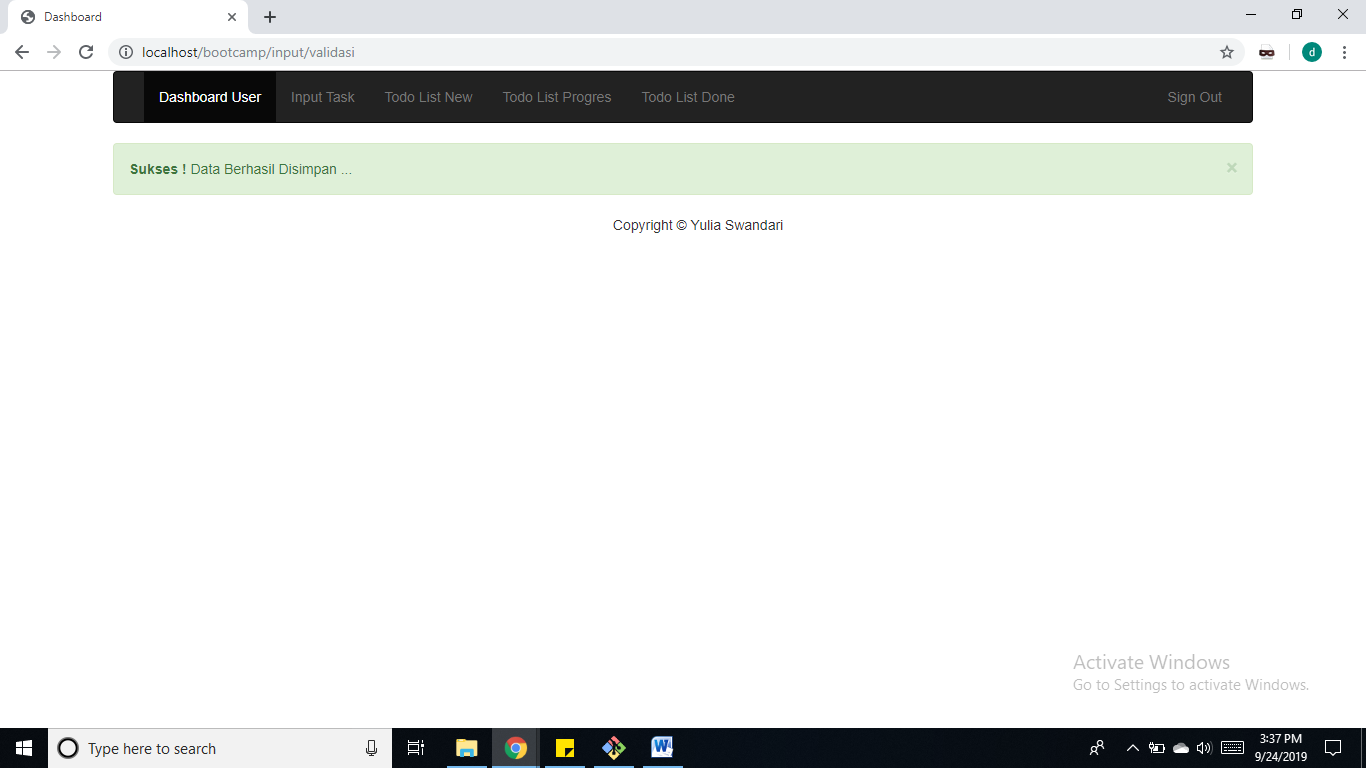 Dashboard
localhost/bootcamp/input/validasi
d
Dashboard User Input Task Todo List New Todo List Progres Todo List Done Sign Out
Sukses ! Data Berhasil Disimpan ... ×
Copyright © Yulia Swandari
Activate Windows
Go to Settings to activate Windows.
Type here to search
3:37 PM
9/24/2019